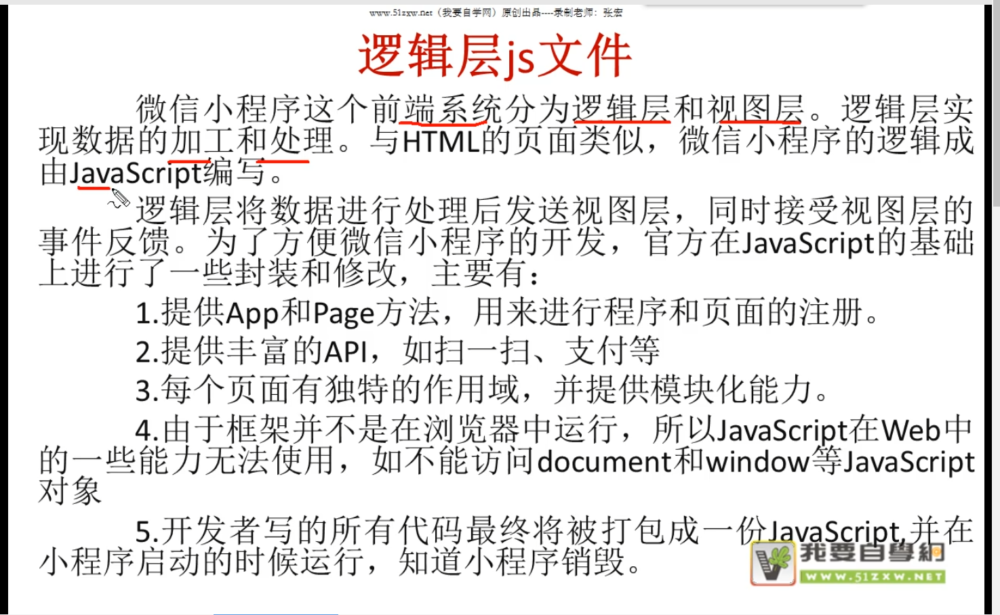 www.51zxw.net（我要自学网）原创出品----录制老师：张宏
逻辑层js文件
微信小程序这个前端系统分为逻辑层和视图层。逻辑层实
现数据的加工和处理。与HTML的页面类似，微信小程序的逻辑成
由JavaScript编写。
逻辑层将数据进行处理后发送视图层，同时接受视图层的
事件反馈。为了方便微信小程序的开发，官方在JavaScript的基础
上进行了一些封装和修改，主要有：
1.提供App和Page方法，用来进行程序和页面的注册。
2.提供丰富的API，如扫一扫、支付等
3.每个页面有独特的作用域，并提供模块化能力。
4.由于框架并不是在浏览器中运行，所以JavaScript在Web中
的一些能力无法使用，如不能访问document和window等JavaScript
对象
5.开发者写的所有代码最终将被打包成一份JavaScript,并在
小程序启动的时候运行，知道小程序销毁。
我要自學網
WWW.51ZXW.NET